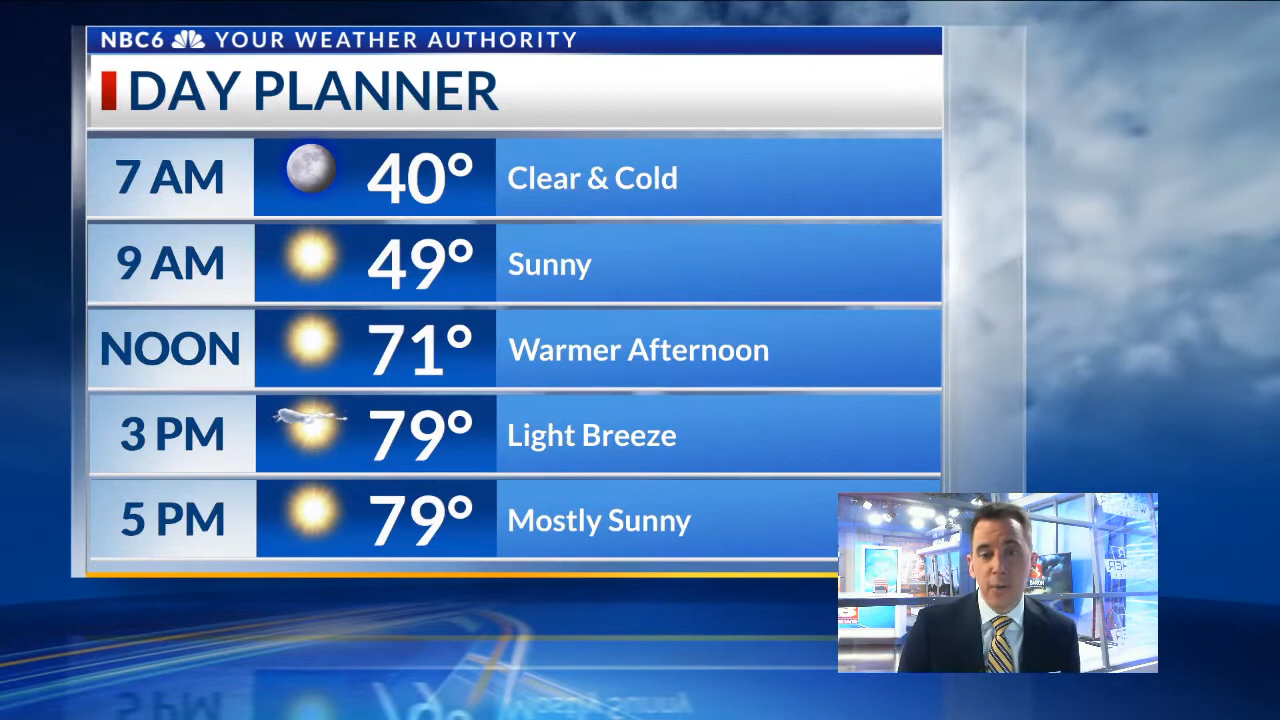 NBC6 YOUR WEATHER AUTHORITY
DAY PLANNER
7 AM 40° Clear & Cold
9 AM 49° Sunny
NOON 71° Warmer Afternoon
3 PM 79° Light Breeze
5 PM 79° Mostly Sunny